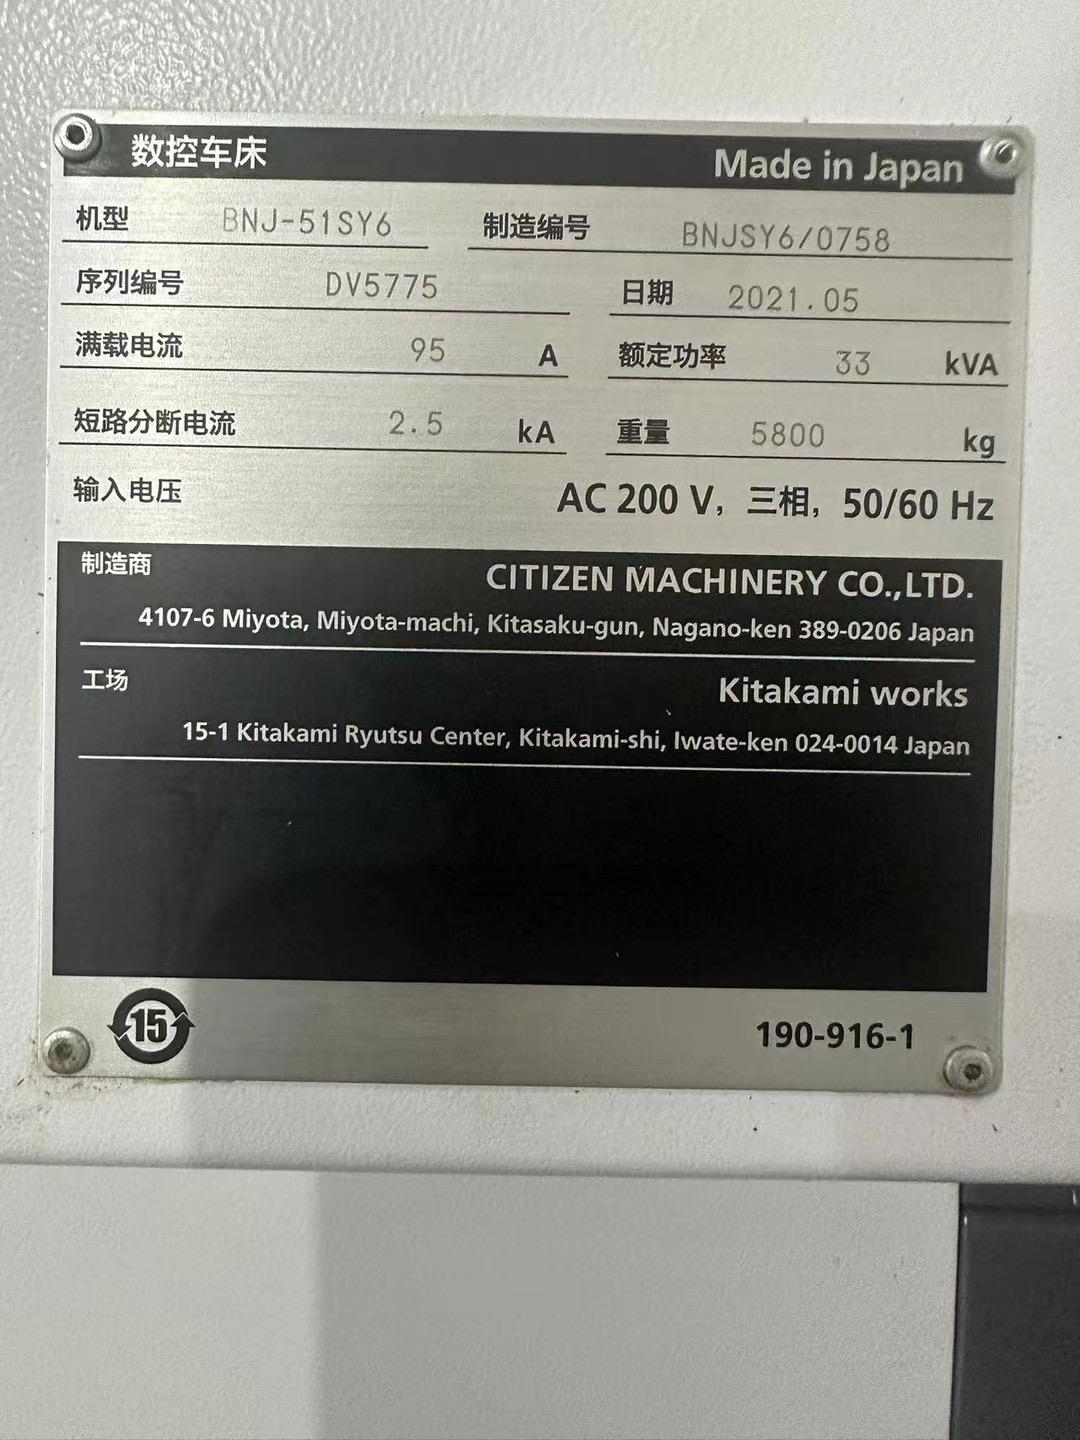 数控车床 Made in Japan
机型 BNJ-51SY6 制造编号 BNJSY6/0758
序列编号 DV5775 日期 2021.05
满载电流 95 A 额定功率 33 kVA
短路分断电流 2.5 kA 重量 5800 kg
输入电压 AC 200 V，三相，50/60 Hz
制造商 CITIZEN MACHINERY CO.,LTD.
4107-6 Miyota, Miyota-machi, Kitasaku-gun, Nagano-ken 389-0206 Japan
工场 Kitakami works
15-1 Kitakami Ryutsu Center, Kitakami-shi, Iwate-ken 024-0014 Japan
15 190-916-1